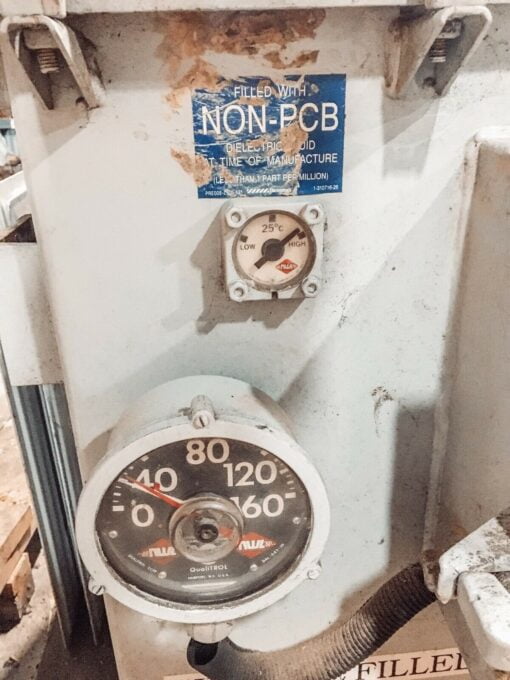 FILLED WITH
NON-PCB
DIELECTRIC FLUID
AT TIME OF MANUFACTURE
(LESS THAN 1 PART PER MILLION)
25°C
LOW
HIGH
0
40
80
120
160
QualiTROL
FILLED